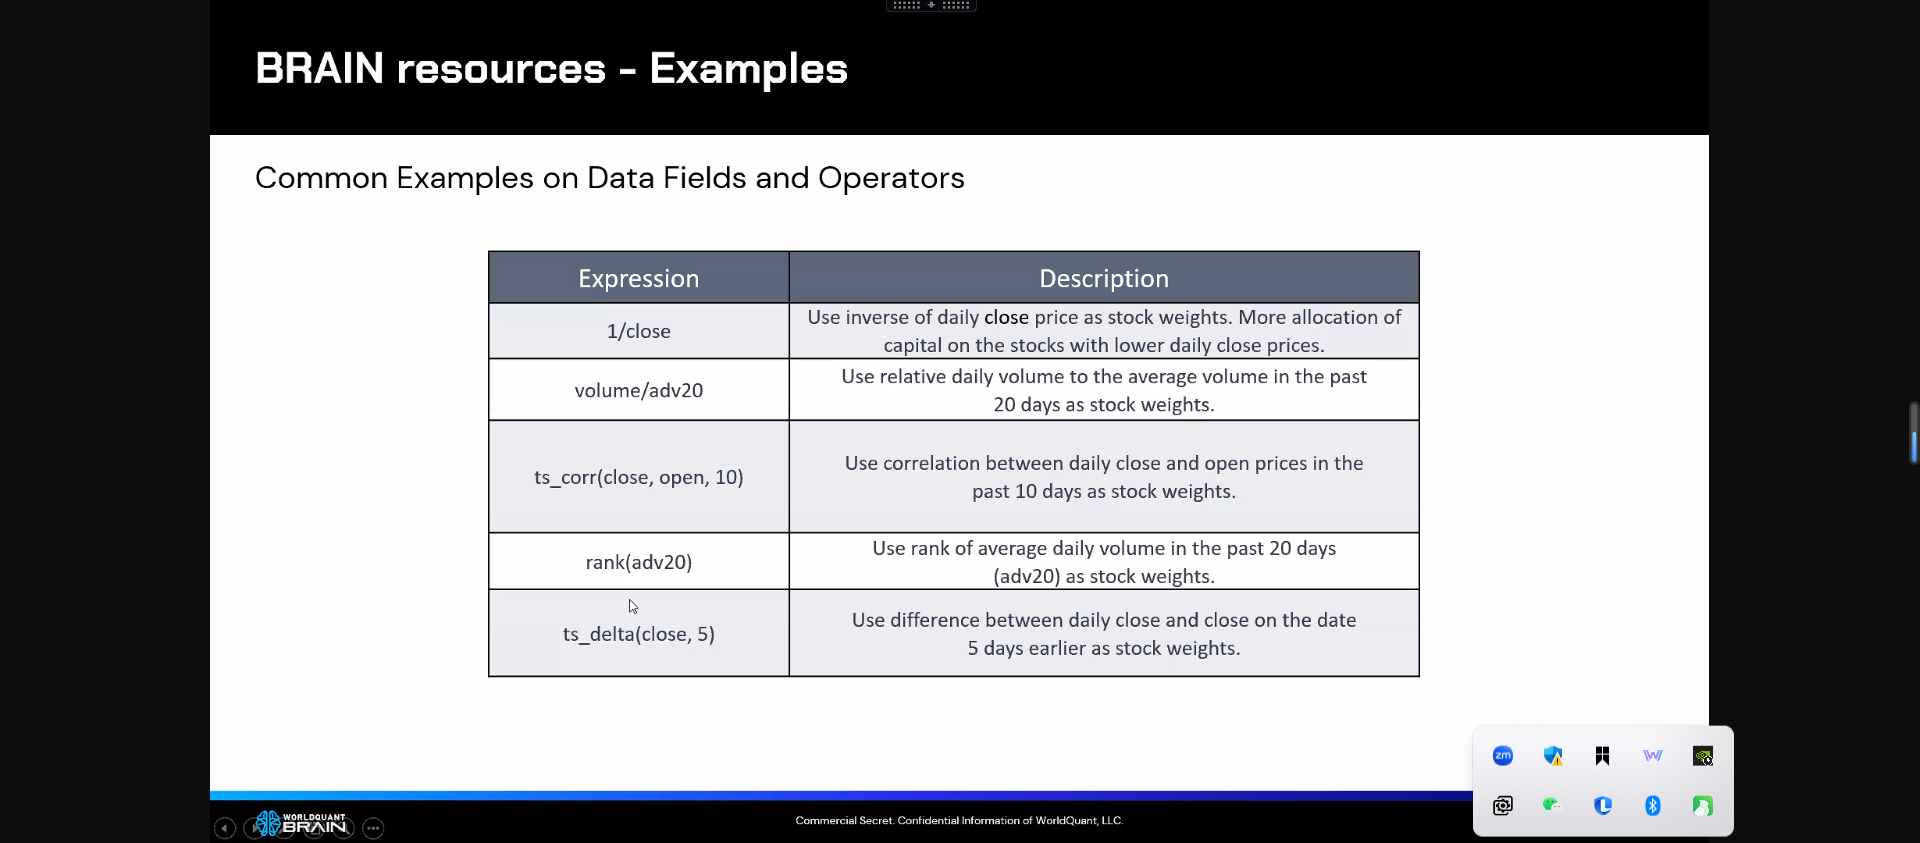 BRAIN resources - Examples
Common Examples on Data Fields and Operators
Expression
Description
1/close
Use inverse of daily close price as stock weights. More allocation of
capital on the stocks with lower daily close prices.
volume/adv20
Use relative daily volume to the average volume in the past
20 days as stock weights.
ts_corr(close, open, 10)
Use correlation between daily close and open prices in the
past 10 days as stock weights.
rank(adv20)
Use rank of average daily volume in the past 20 days
(adv20) as stock weights.
ts_delta(close, 5)
Use difference between daily close and close on the date
5 days earlier as stock weights.
zm
WORLDQUANT
BRAIN
Commercial Secret. Confidential Information of WorldQuant, LLC.